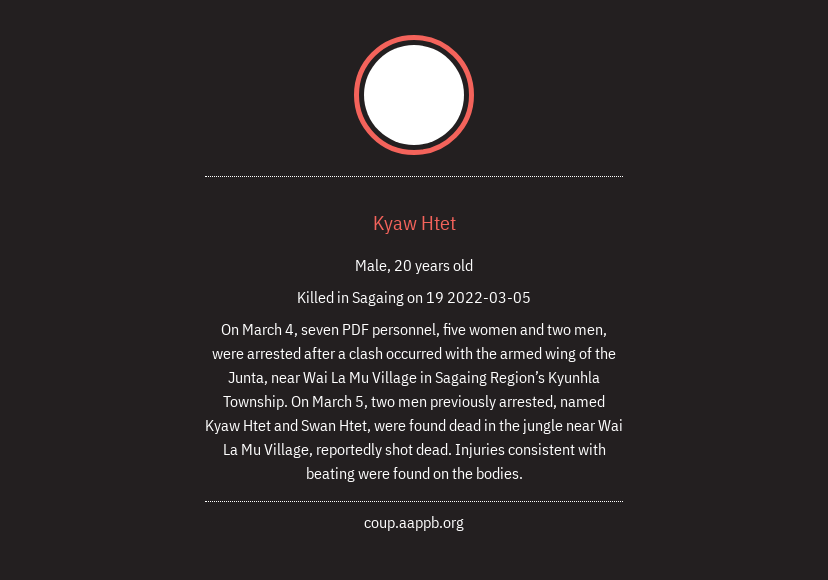 Kyaw Htet
Male, 20 years old
Killed in Sagaing on 19 2022-03-05
On March 4, seven PDF personnel, five women and two men,
were arrested after a clash occurred with the armed wing of the
Junta, near Wai La Mu Village in Sagaing Region’s Kyunhla
Township. On March 5, two men previously arrested, named
Kyaw Htet and Swan Htet, were found dead in the jungle near Wai
La Mu Village, reportedly shot dead. Injuries consistent with
beating were found on the bodies.
coup.aappb.org